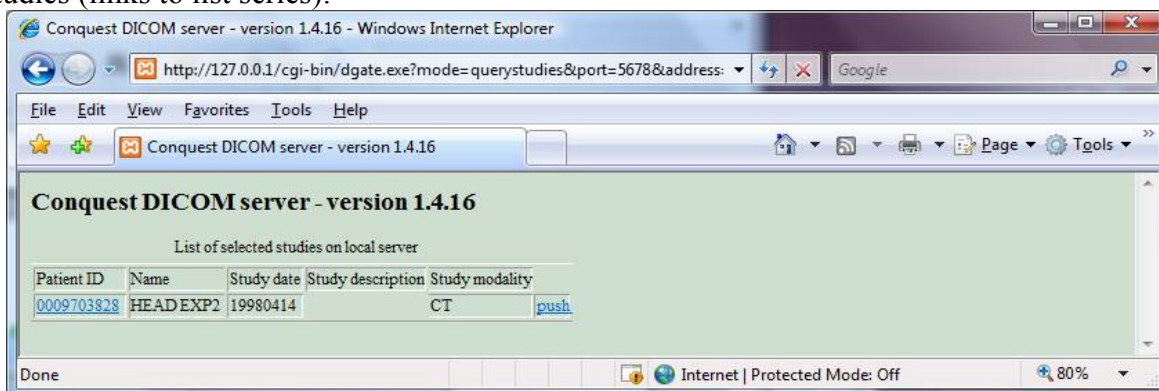 udies (links to list series):
Conquest DICOM server - version 1.4.16 - Windows Internet Explorer
http://127.0.0.1/cgi-bin/dgate.exe?mode=querystudies&port=5678&address:
Google
File Edit View Favorites Tools Help
Conquest DICOM server - version 1.4.16
Page Tools »
Conquest DICOM server - version 1.4.16
List of selected studies on local server
Patient ID Name Study date Study description Study modality
0009703828 HEAD EXP2 19980414 CT push
Done Internet | Protected Mode: Off 80%